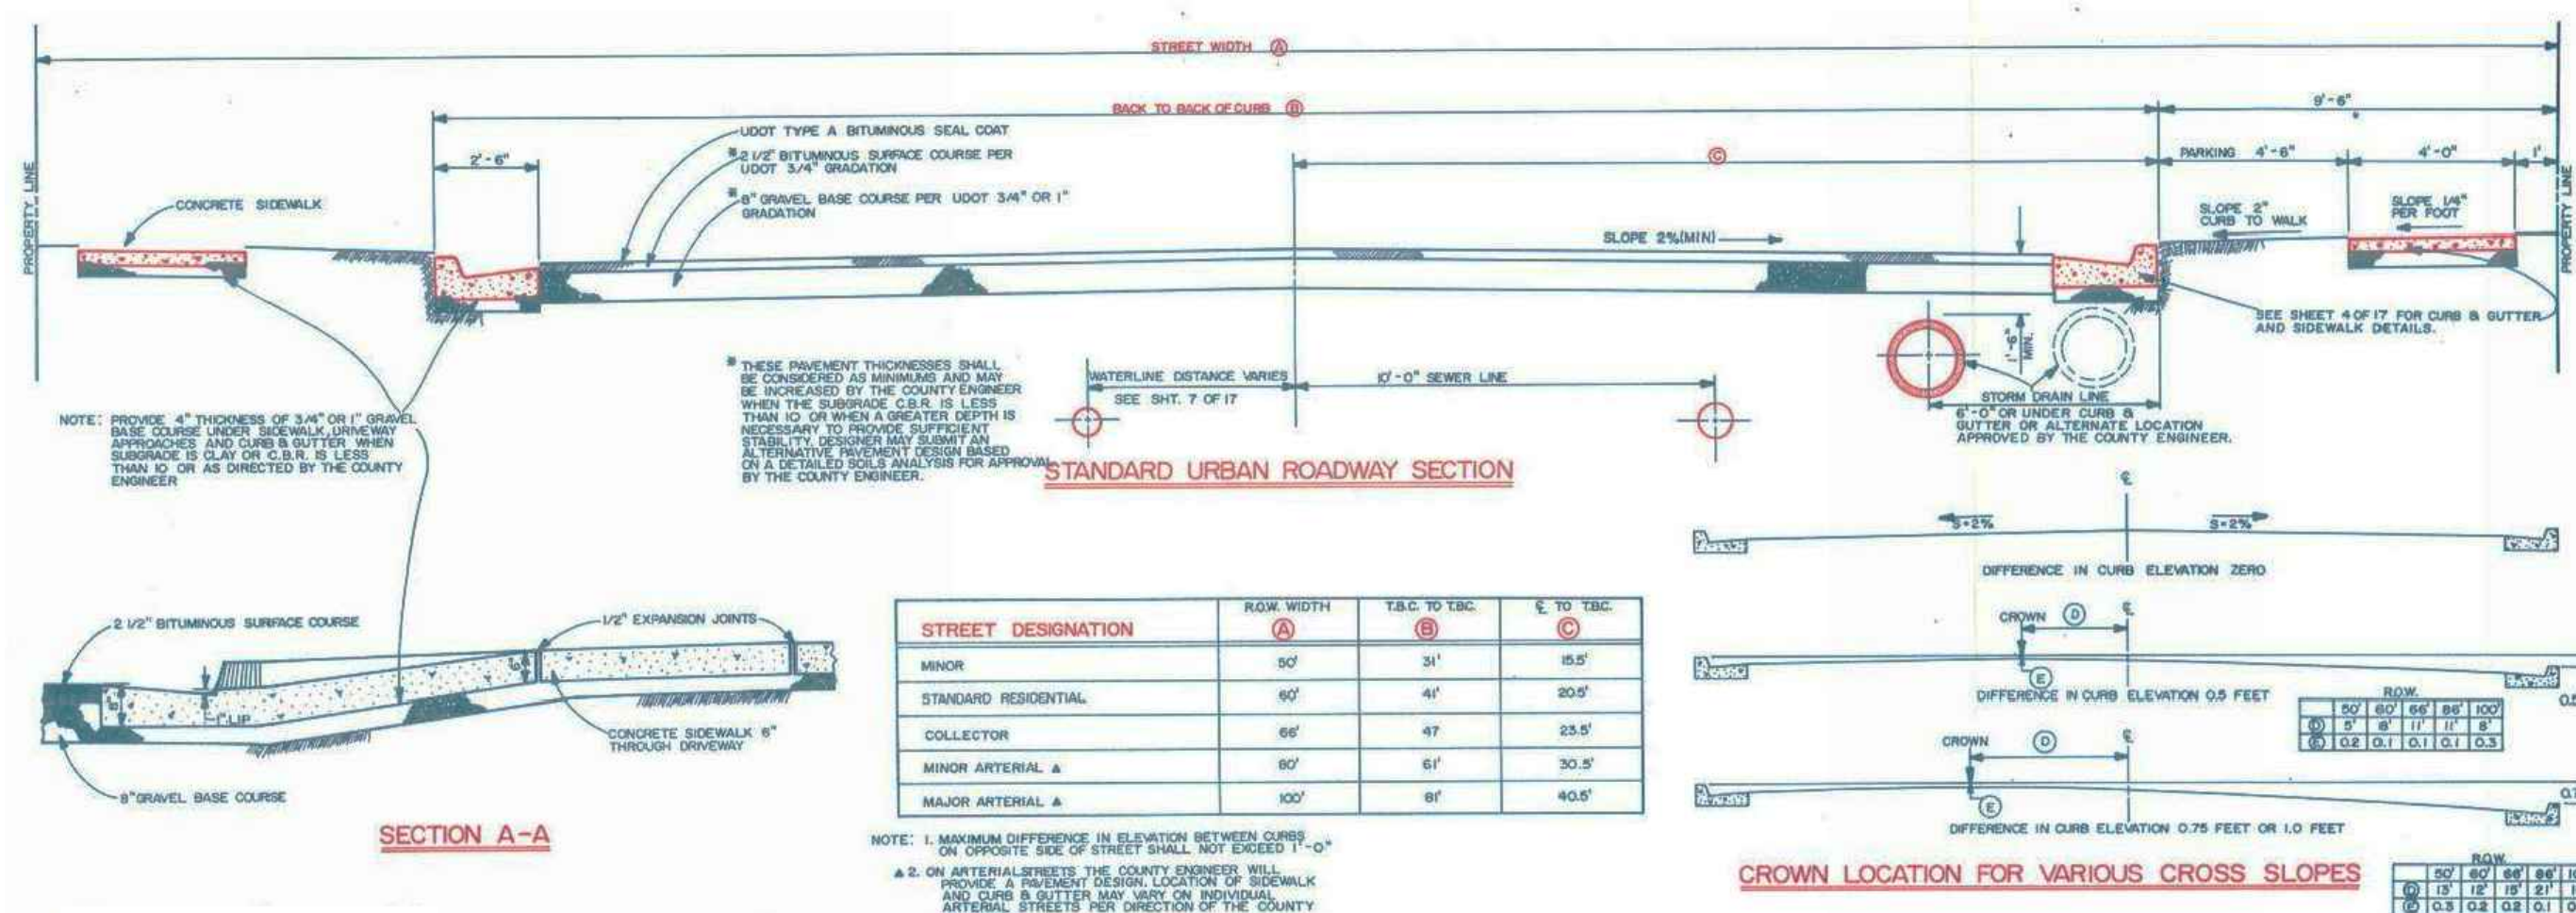 STREET WIDTH Ⓐ
BACK TO BACK OF CURB Ⓑ
9'-6"
PROPERTY LINE
2'-6"
UDOT TYPE A BITUMINOUS SEAL COAT
* 2 1/2" BITUMINOUS SURFACE COURSE PER
UDOT 3/4" GRADATION
* 8" GRAVEL BASE COURSE PER UDOT 3/4" OR 1"
GRADATION
Ⓒ
PARKING 4'-6"
4'-0"
1'
PROPERTY LINE
CONCRETE SIDEWALK
SLOPE 2% (MIN)
SLOPE 2"
CURB TO WALK
SLOPE 1/4"
PER FOOT
SEE SHEET 4 OF 17 FOR CURB & GUTTER
AND SIDEWALK DETAILS.
1'-6"
MIN.
NOTE: PROVIDE 4" THICKNESS OF 3/4" OR 1" GRAVEL
BASE COURSE UNDER SIDEWALK, DRIVEWAY
APPROACHES AND CURB & GUTTER WHEN
SUBGRADE IS CLAY OR C.B.R. IS LESS
THAN 10 OR AS DIRECTED BY THE COUNTY
ENGINEER
* THESE PAVEMENT THICKNESSES SHALL
BE CONSIDERED AS MINIMUMS AND MAY
BE INCREASED BY THE COUNTY ENGINEER
WHEN THE SUBGRADE C.B.R. IS LESS
THAN 10 OR WHEN A GREATER DEPTH IS
NECESSARY TO PROVIDE SUFFICIENT
STABILITY. DESIGNER MAY SUBMIT AN
ALTERNATIVE PAVEMENT DESIGN BASED
ON A DETAILED SOILS ANALYSIS FOR APPROVAL
BY THE COUNTY ENGINEER.
WATERLINE DISTANCE VARIES
SEE SHT. 7 OF 17
10'-0" SEWER LINE
STORM DRAIN LINE
6'-0" OR UNDER CURB &
GUTTER OR ALTERNATE LOCATION
APPROVED BY THE COUNTY ENGINEER.
STANDARD URBAN ROADWAY SECTION
2 1/2" BITUMINOUS SURFACE COURSE
1/2" EXPANSION JOINTS
6"
8"
1" LIP
CONCRETE SIDEWALK 6"
THROUGH DRIVEWAY
8" GRAVEL BASE COURSE
SECTION A-A
STREET DESIGNATION R.O.W. WIDTH Ⓐ T.B.C. TO T.B.C. Ⓑ ℄ TO T.B.C. Ⓒ
MINOR 50' 31' 15.5'
STANDARD RESIDENTIAL 60' 41' 20.5'
COLLECTOR 66' 47 23.5'
MINOR ARTERIAL ▲ 80' 61' 30.5'
MAJOR ARTERIAL ▲ 100' 81' 40.5'
NOTE: 1. MAXIMUM DIFFERENCE IN ELEVATION BETWEEN CURBS
ON OPPOSITE SIDE OF STREET SHALL NOT EXCEED 1'-0"
▲ 2. ON ARTERIAL STREETS THE COUNTY ENGINEER WILL
PROVIDE A PAVEMENT DESIGN. LOCATION OF SIDEWALK
AND CURB & GUTTER MAY VARY ON INDIVIDUAL
ARTERIAL STREETS PER DIRECTION OF THE COUNTY
℄
S=2% S=2%
DIFFERENCE IN CURB ELEVATION ZERO
CROWN Ⓓ ℄
Ⓔ
DIFFERENCE IN CURB ELEVATION 0.5 FEET
R.O.W.
50' 60' 66' 86' 100'
Ⓓ 5' 8' 11' 11' 8'
Ⓔ 0.2 0.1 0.1 0.1 0.3
CROWN Ⓓ ℄
Ⓔ
DIFFERENCE IN CURB ELEVATION 0.75 FEET OR 1.0 FEET
CROWN LOCATION FOR VARIOUS CROSS SLOPES
R.O.W.
50' 60' 66' 86'
Ⓓ 13' 12' 15' 21'
Ⓔ 0.3 0.2 0.2 0.1